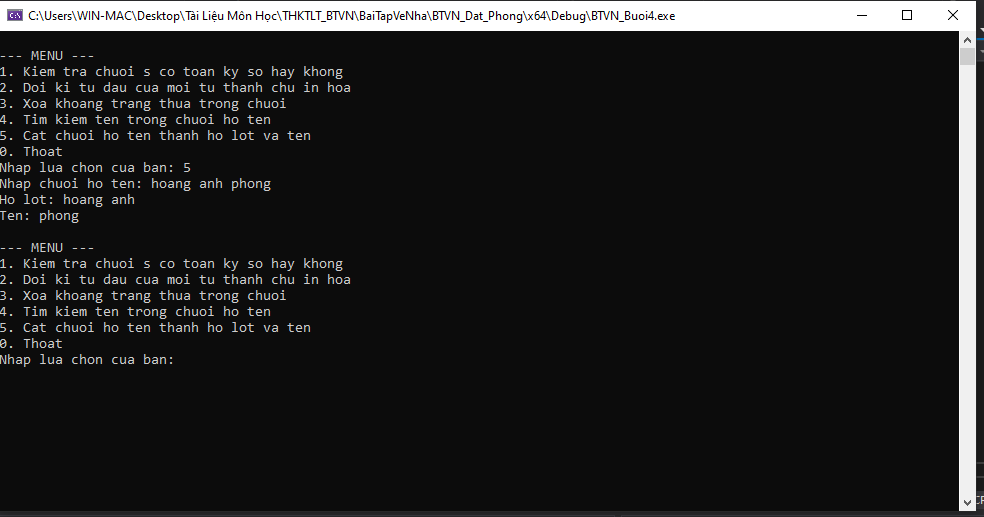 C:\Users\WIN-MAC\Desktop\Tài Liệu Môn Học\THKTLT_BTVN\BaiTapVeNha\BTVN_Dat_Phong\x64\Debug\BTVN_Buoi4.exe
--- MENU ---
1. Kiem tra chuoi s co toan ky so hay khong
2. Doi ki tu dau cua moi tu thanh chu in hoa
3. Xoa khoang trang thua trong chuoi
4. Tim kiem ten trong chuoi ho ten
5. Cat chuoi ho ten thanh ho lot va ten
0. Thoat
Nhap lua chon cua ban: 5
Nhap chuoi ho ten: hoang anh phong
Ho lot: hoang anh
Ten: phong
--- MENU ---
1. Kiem tra chuoi s co toan ky so hay khong
2. Doi ki tu dau cua moi tu thanh chu in hoa
3. Xoa khoang trang thua trong chuoi
4. Tim kiem ten trong chuoi ho ten
5. Cat chuoi ho ten thanh ho lot va ten
0. Thoat
Nhap lua chon cua ban: